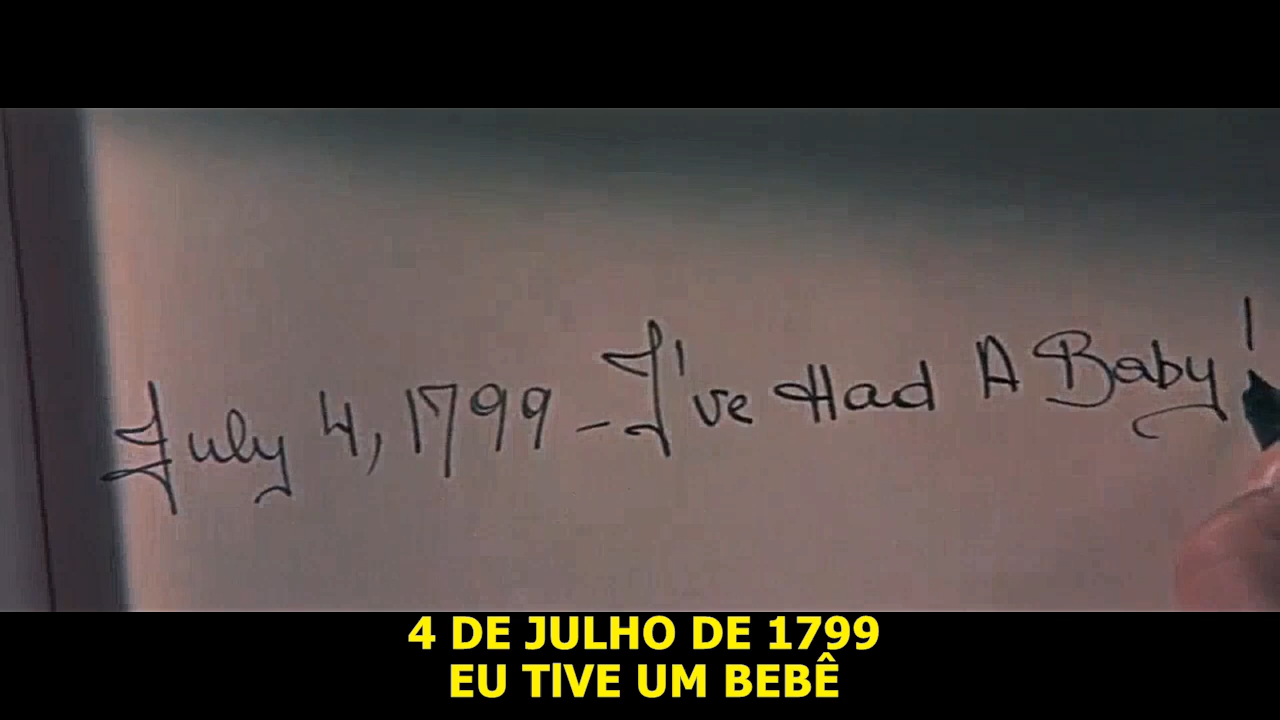 July 4, 1799 - I've Had A Baby!
4 DE JULHO DE 1799
EU TIVE UM BEBÊ